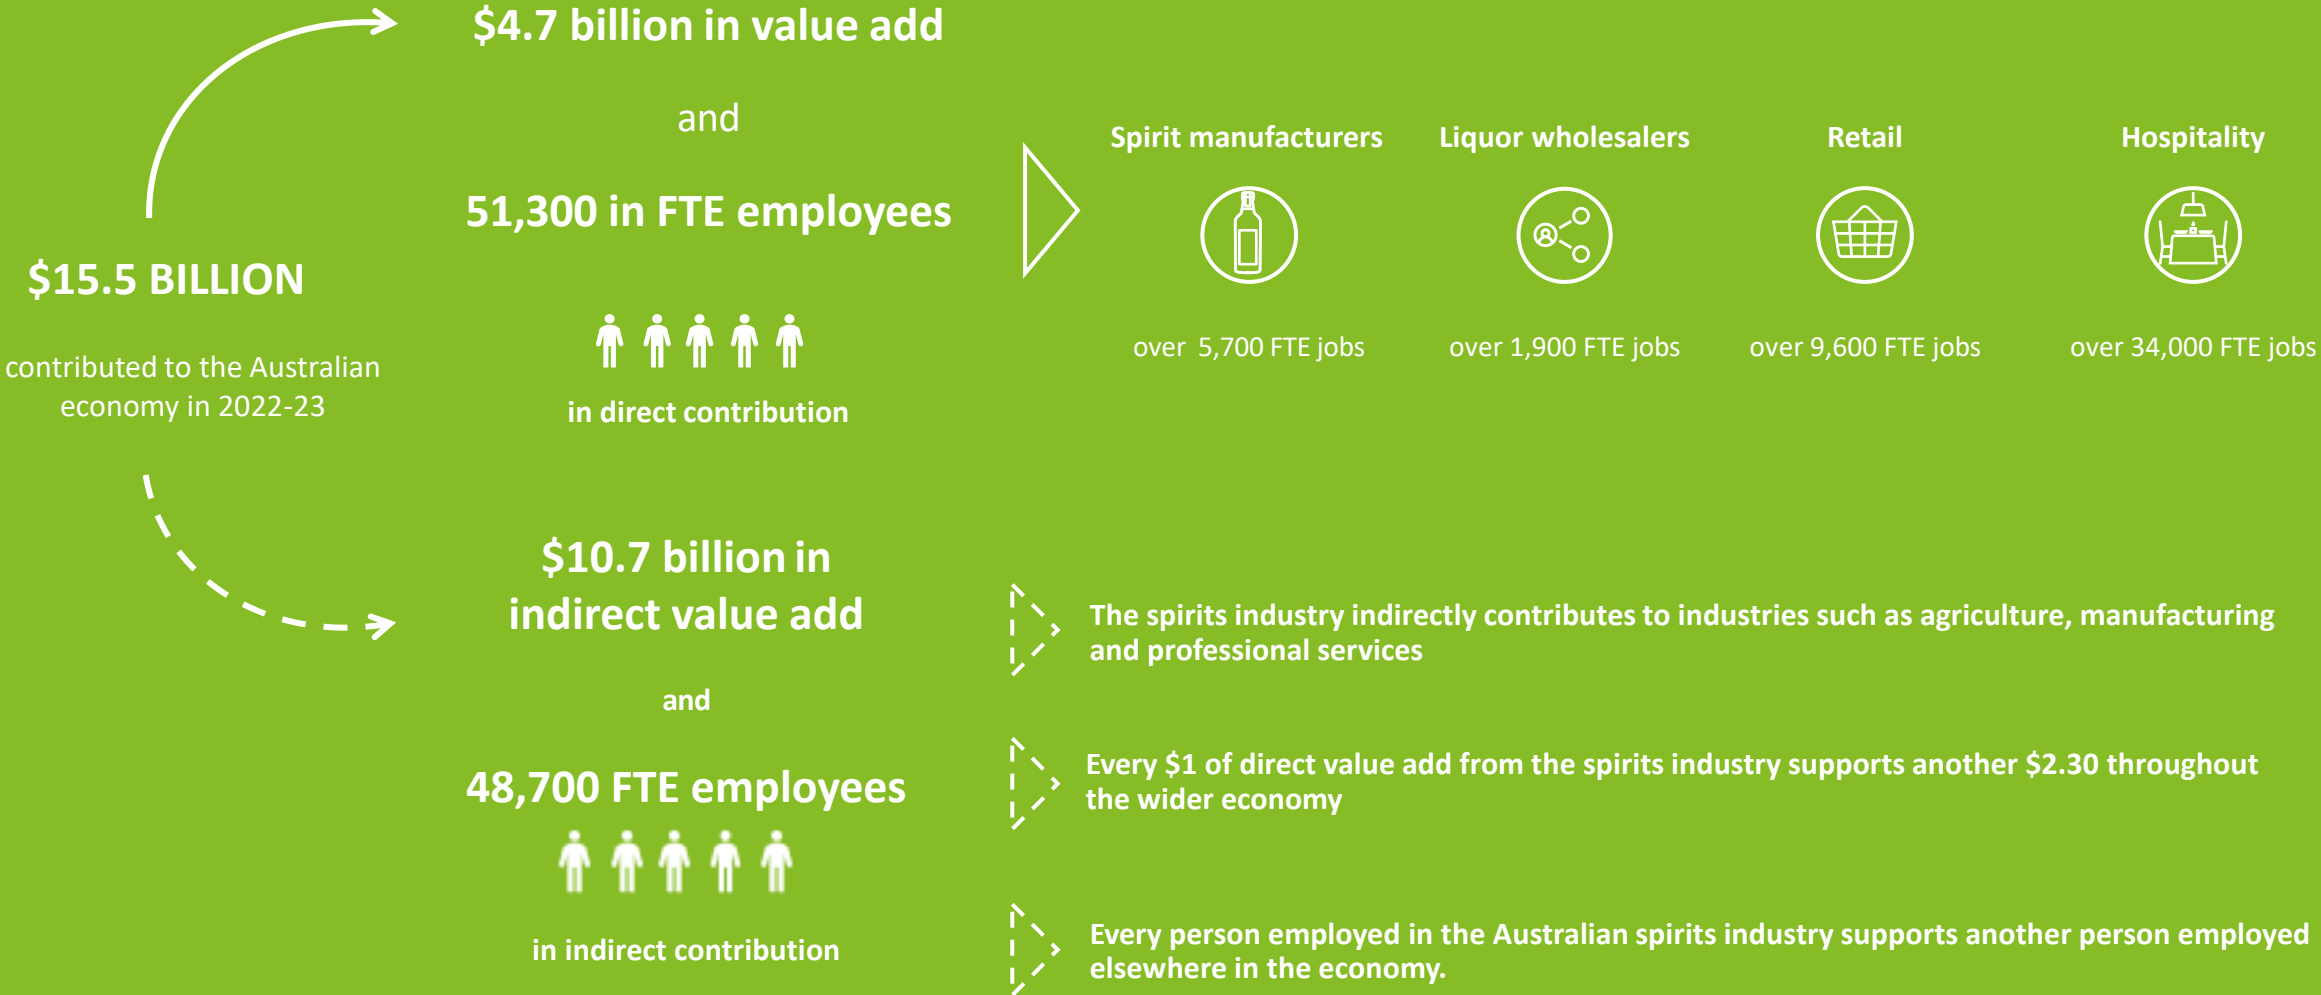 $15.5 BILLION
contributed to the Australian
economy in 2022-23
$4.7 billion in value add
and
51,300 in FTE employees
in direct contribution
Spirit manufacturers
over 5,700 FTE jobs
Liquor wholesalers
over 1,900 FTE jobs
Retail
over 9,600 FTE jobs
Hospitality
over 34,000 FTE jobs
$10.7 billion in
indirect value add
and
48,700 FTE employees
in indirect contribution
The spirits industry indirectly contributes to industries such as agriculture, manufacturing
and professional services
Every $1 of direct value add from the spirits industry supports another $2.30 throughout
the wider economy
Every person employed in the Australian spirits industry supports another person employed
elsewhere in the economy.